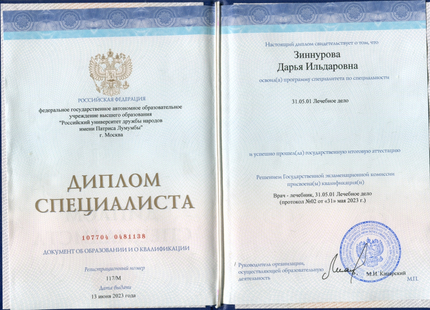 РОССИЙСКАЯ ФЕДЕРАЦИЯ
федеральное государственное автономное образовательное
учреждение высшего образования
"Российский университет дружбы народов
имени Патриса Лумумбы"
г. Москва
ДИПЛОМ
СПЕЦИАЛИСТА
107704 0481138
ДОКУМЕНТ ОБ ОБРАЗОВАНИИ И О КВАЛИФИКАЦИИ
Регистрационный номер
117/М
Дата выдачи
13 июня 2023 года
Настоящий диплом свидетельствует о том, что
Зиннурова
Дарья Ильдаровна
освоил(а) программу специалитета по специальности
31.05.01 Лечебное дело
и успешно прошел(ла) государственную итоговую аттестацию
Решением Государственной экзаменационной комиссии
присвоена(ы) квалификация(и)
Врач - лечебник, 31.05.01 Лечебное дело
(протокол №02 от «31» мая 2023 г.)
Руководитель организации,
осуществляющей образовательную
деятельность
М.П.